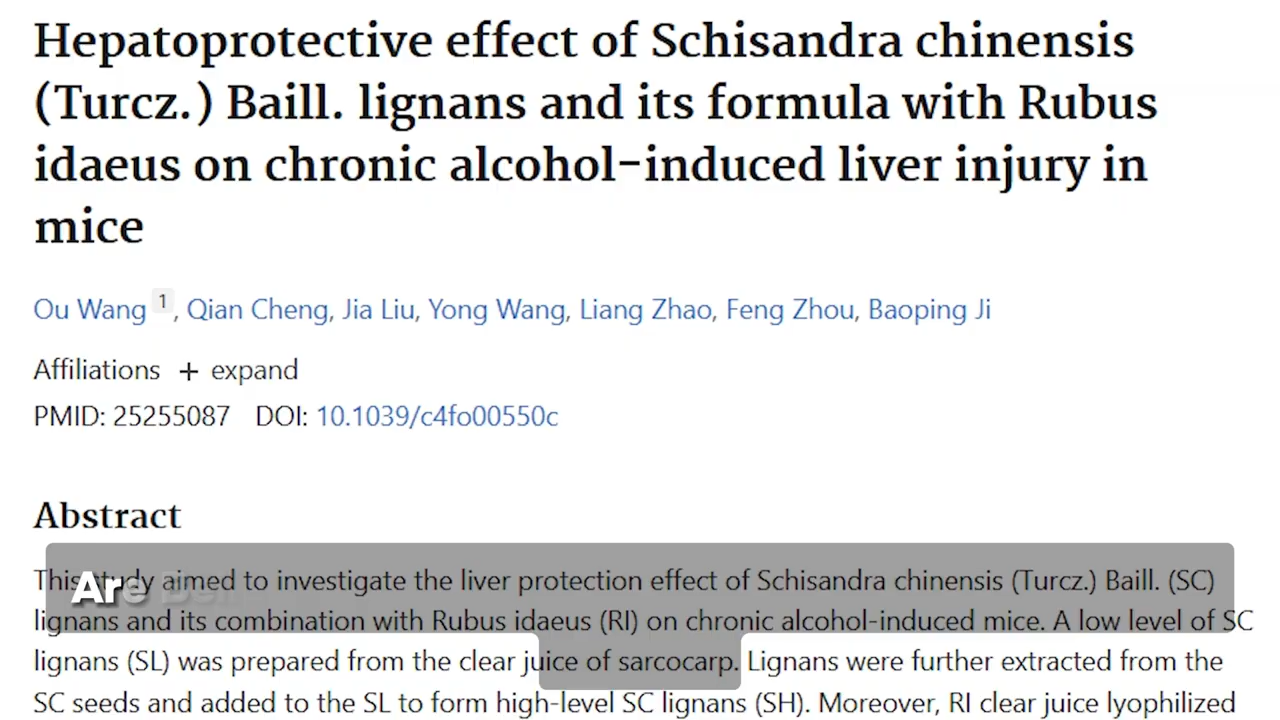 Hepatoprotective effect of Schisandra chinensis
(Turcz.) Baill. lignans and its formula with Rubus
idaeus on chronic alcohol-induced liver injury in
mice
Ou Wang 1, Qian Cheng, Jia Liu, Yong Wang, Liang Zhao, Feng Zhou, Baoping Ji
Affiliations + expand
PMID: 25255087 DOI: 10.1039/c4fo00550c
Abstract
This study aimed to investigate the liver protection effect of Schisandra chinensis (Turcz.) Baill. (SC)
Are
lignans and its combination with Rubus idaeus (RI) on chronic alcohol-induced mice. A low level of SC
lignans (SL) was prepared from the clear juice of sarcocarp. Lignans were further extracted from the
SC seeds and added to the SL to form high-level SC lignans (SH). Moreover, RI clear juice lyophilized